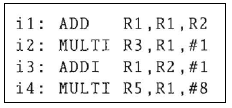 i1: ADD R1,R1,R2
i2: MULTI R3,R1,#1
i3: ADDI R1,R2,#1
i4: MULTI R5,R1,#8